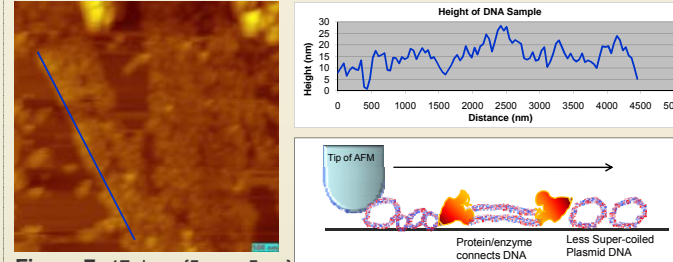 Height of DNA Sample
Height (nm)
30
25
20
15
10
5
0
0 500 1000 1500 2000 2500 3000 3500 4000 4500
Distance (nm)
Tip of AFM
Protein/enzyme
connects DNA
Less Super-coiled
Plasmid DNA